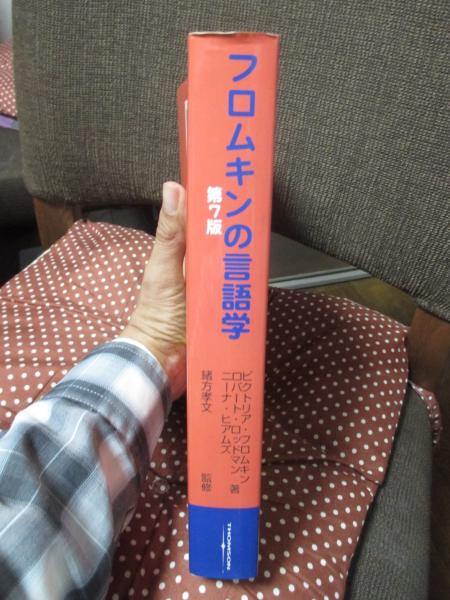 フロムキンの言語学
第7版
ビクトリア・フロムキン
ロバート・ロッドマン 著
ニーナ・ヒアムズ
緒方孝文 監修
THOMSON